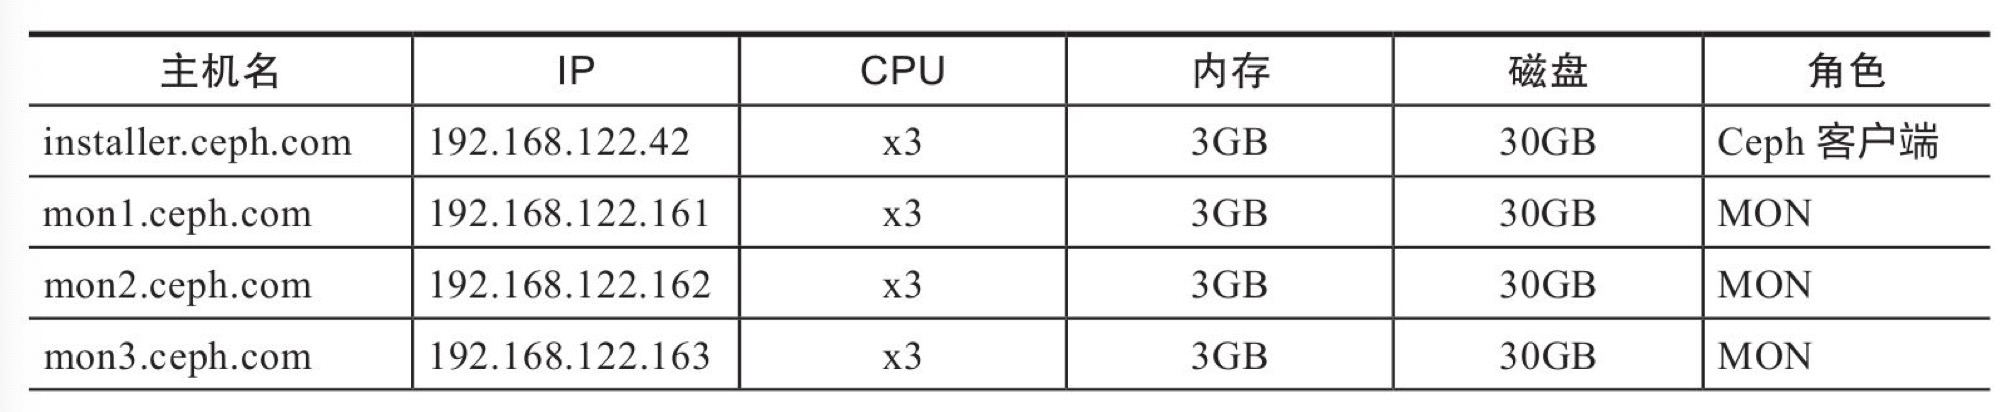 主机名 IP CPU 内存 磁盘 角色
installer.ceph.com 192.168.122.42 x3 3GB 30GB Ceph 客户端
mon1.ceph.com 192.168.122.161 x3 3GB 30GB MON
mon2.ceph.com 192.168.122.162 x3 3GB 30GB MON
mon3.ceph.com 192.168.122.163 x3 3GB 30GB MON